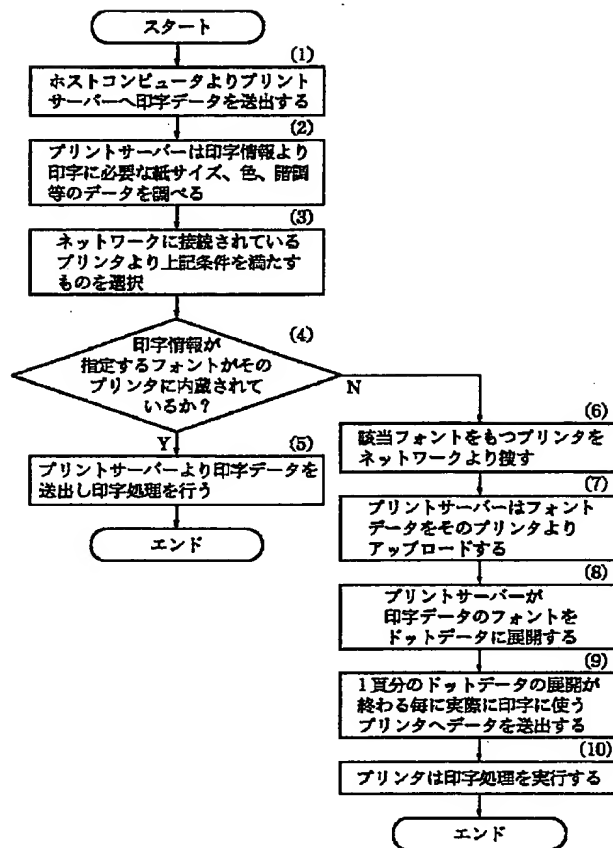 スタート
(1)
ホストコンピュータよりプリント
サーバーへ印字データを送出する
(2)
プリントサーバーは印字情報より
印字に必要な紙サイズ、色、諧調
等のデータを調べる
(3)
ネットワークに接続されている
プリンタより上記条件を満たす
ものを選択
(4)
印字情報が
指定するフォントがその
プリンタに内蔵されて
いるか?
N
Y
(5)
プリントサーバーより印字データを
送出し印字処理を行う
エンド
(6)
該当フォントをもつプリンタを
ネットワークより捜す
(7)
プリントサーバーはフォント
データをそのプリンタより
アップロードする
(8)
プリントサーバーが
印字データのフォントを
ドットデータに展開する
(9)
1頁分のドットデータの展開が
終わる毎に実際に印字に使う
プリンタへデータを送出する
(10)
プリンタは印字処理を実行する
エンド